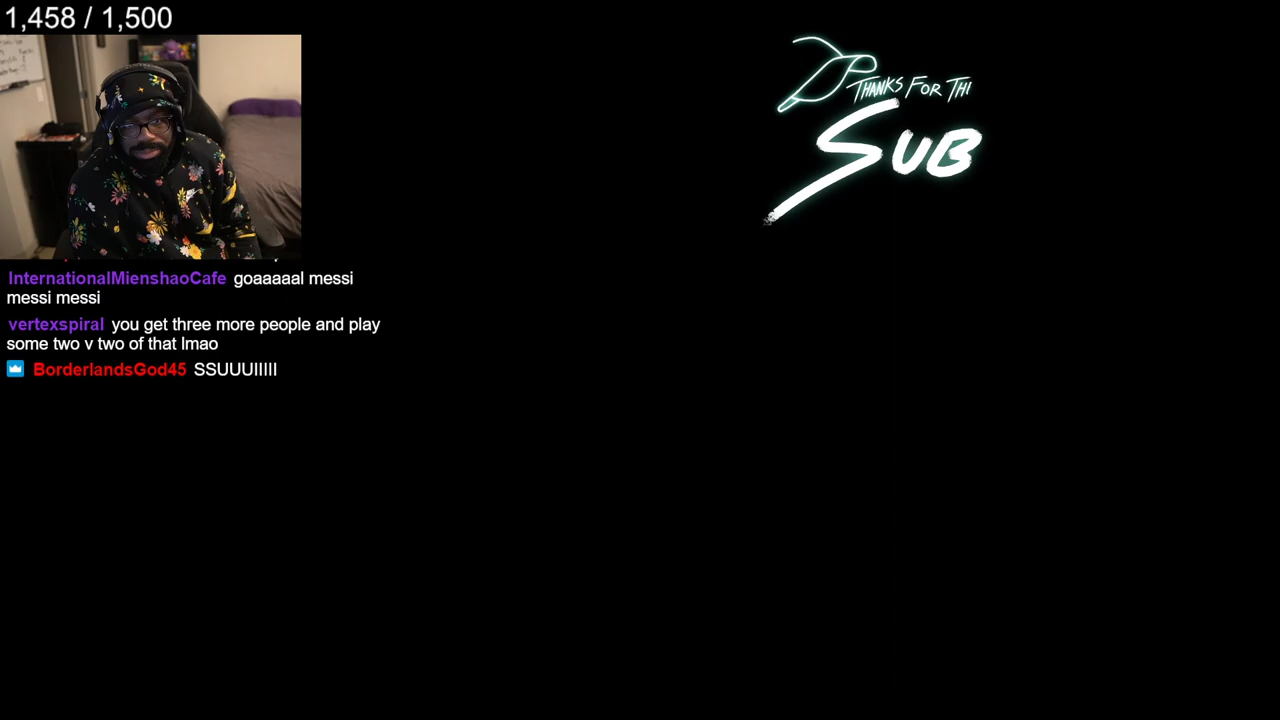 1,458 / 1,500
THANKS FOR THI
SUB
InternationalMienshaoCafe goaaaaal messi
messi messi
vertexspiral you get three more people and play
some two v two of that lmao
BorderlandsGod45 SSUUUIIIII